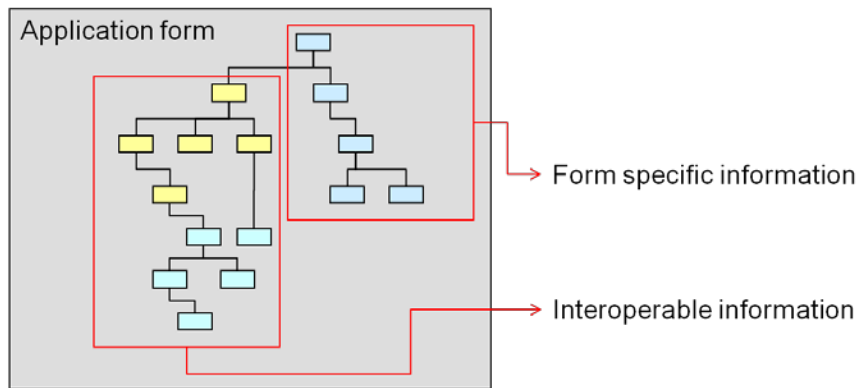 Application form
Form specific information
Interoperable information